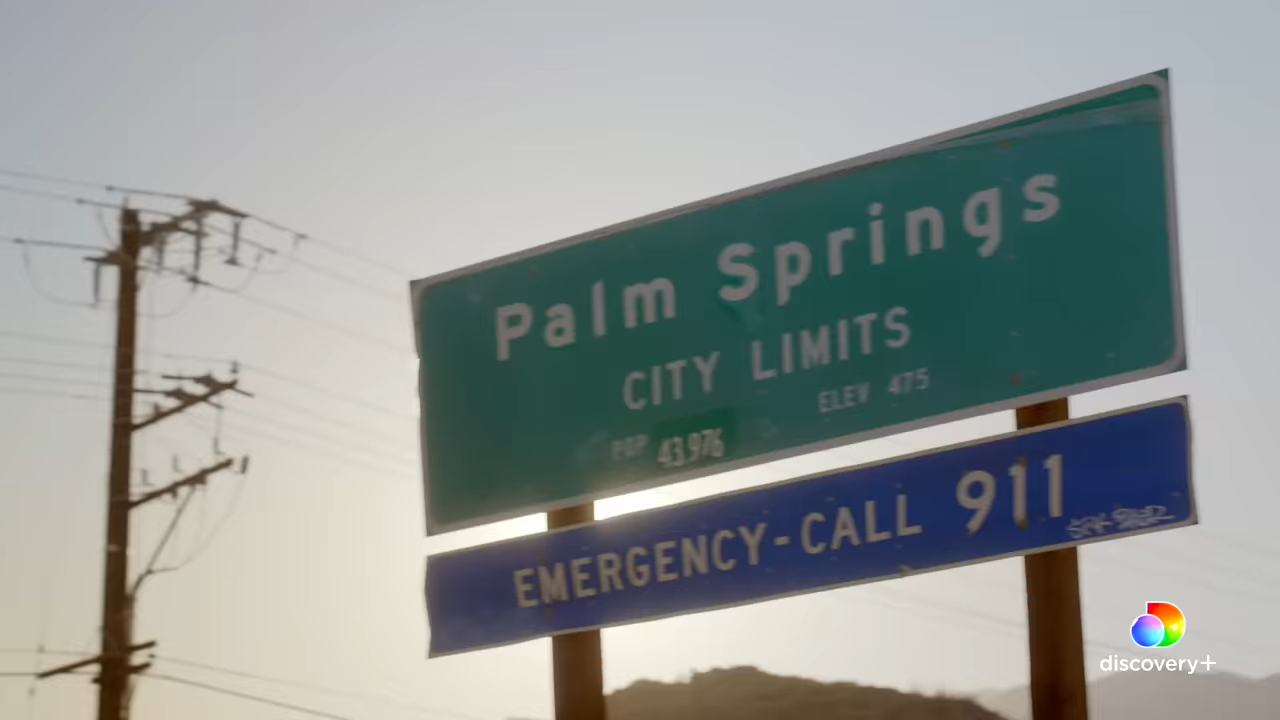 Palm Springs
CITY LIMITS
POP 43,976 ELEV 475
EMERGENCY-CALL 911
discovery+